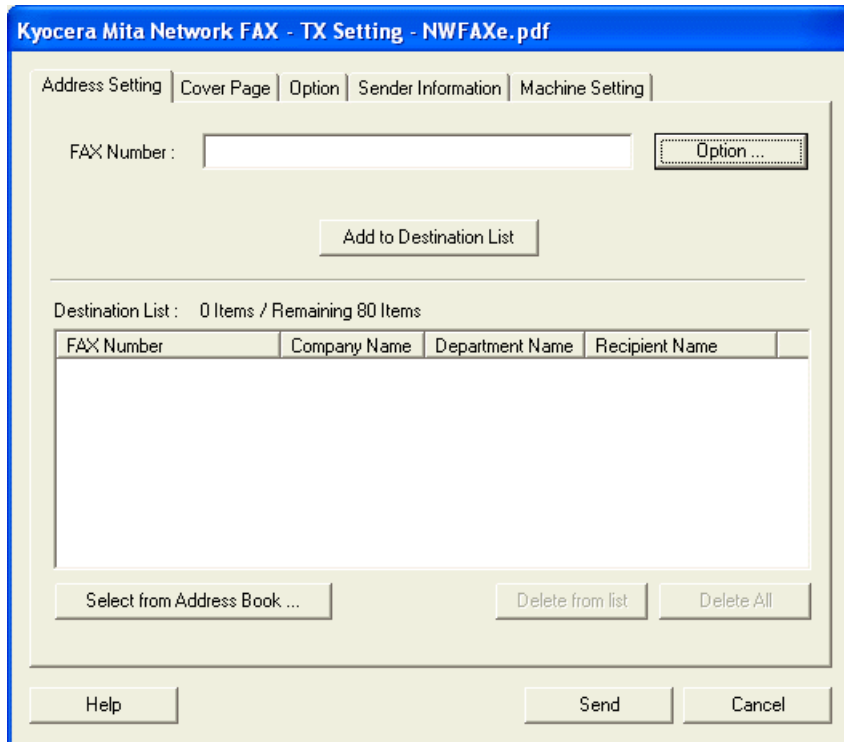 Kyocera Mita Network FAX - TX Setting - NWFAXe.pdf
Address Setting Cover Page Option Sender Information Machine Setting
FAX Number : Option ...
Add to Destination List
Destination List : 0 Items / Remaining 80 Items
FAX Number Company Name Department Name Recipient Name
Select from Address Book ... Delete from list Delete All
Help Send Cancel